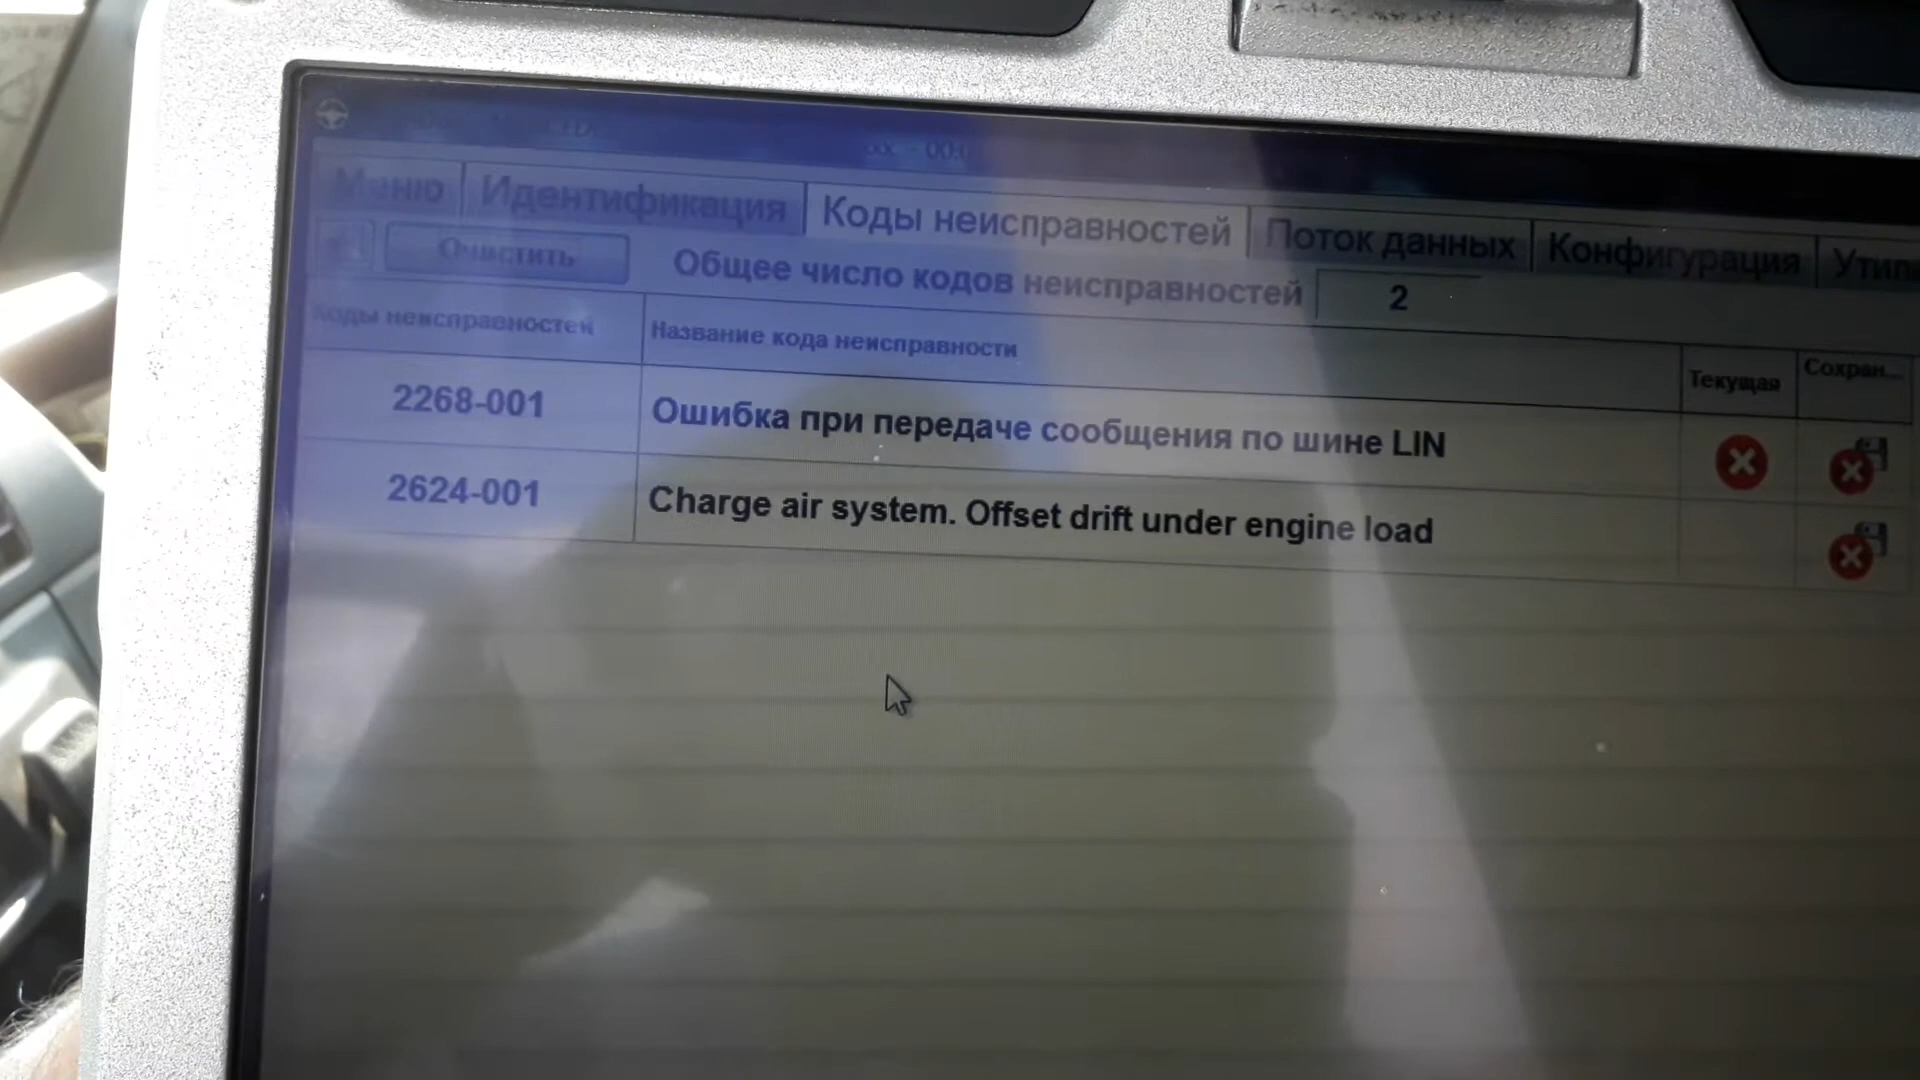 Меню Идентификация Коды неисправностей Поток данных Конфигурация
Очистить Общее число кодов неисправностей 2
Коды неисправностей Название кода неисправности Текущая Сохран...
2268-001 Ошибка при передаче сообщения по шине LIN
2624-001 Charge air system. Offset drift under engine load